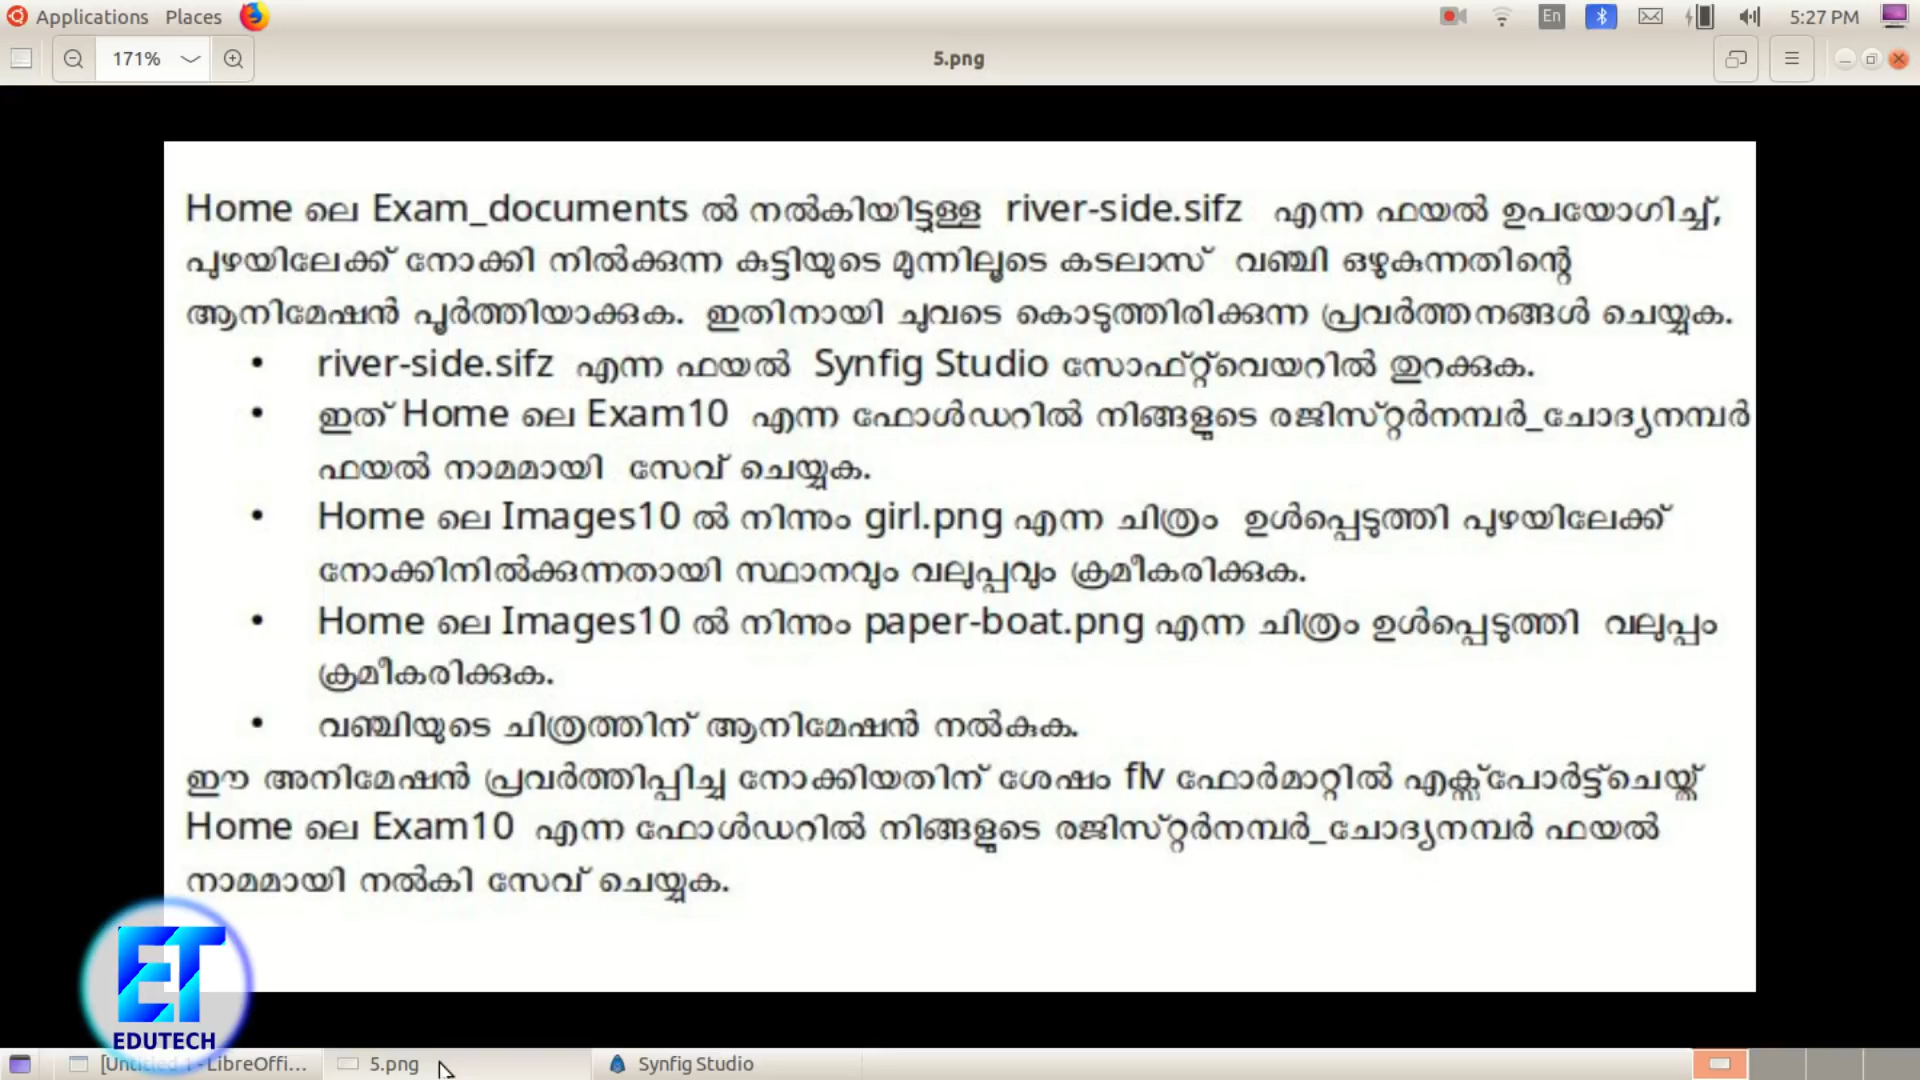 Applications Places En 5:27 PM
171% 5.png
Home ലെ Exam_documents ൽ നൽകിയിട്ടുള്ള river-side.sifz എന്ന ഫയൽ ഉപയോഗിച്ച്,
പുഴയിലേക്ക് നോക്കി നിൽക്കുന്ന കുട്ടിയുടെ മുന്നിലൂടെ കടലാസ് വഞ്ചി ഒഴുകുന്നതിന്റെ
ആനിമേഷൻ പൂർത്തിയാക്കുക. ഇതിനായി ചുവടെ കൊടുത്തിരിക്കുന്ന പ്രവർത്തനങ്ങൾ ചെയ്യുക.
• river-side.sifz എന്ന ഫയൽ Synfig Studio സോഫ്റ്റ്‌വെയറിൽ തുറക്കുക.
• ഇത് Home ലെ Exam10 എന്ന ഫോൾഡറിൽ നിങ്ങളുടെ രജിസ്റ്റർനമ്പർ_ചോദ്യനമ്പർ
ഫയൽ നാമമായി സേവ് ചെയ്യുക.
• Home ലെ Images10 ൽ നിന്നും girl.png എന്ന ചിത്രം ഉൾപ്പെടുത്തി പുഴയിലേക്ക്
നോക്കിനിൽക്കുന്നതായി സ്ഥാനവും വലുപ്പവും ക്രമീകരിക്കുക.
• Home ലെ Images10 ൽ നിന്നും paper-boat.png എന്ന ചിത്രം ഉൾപ്പെടുത്തി വലുപ്പം
ക്രമീകരിക്കുക.
• വഞ്ചിയുടെ ചിത്രത്തിന് ആനിമേഷൻ നൽകുക.
ഈ അനിമേഷൻ പ്രവർത്തിപ്പിച്ചു നോക്കിയതിന് ശേഷം flv ഫോർമാറ്റിൽ എക്സ്പോർട്ട്ചെയ്ത്
Home ലെ Exam10 എന്ന ഫോൾഡറിൽ നിങ്ങളുടെ രജിസ്റ്റർനമ്പർ_ചോദ്യനമ്പർ ഫയൽ
നാമമായി നൽകി സേവ് ചെയ്യുക.
ET
EDUTECH
[Untitled 1 - LibreOffi... 5.png Synfig Studio